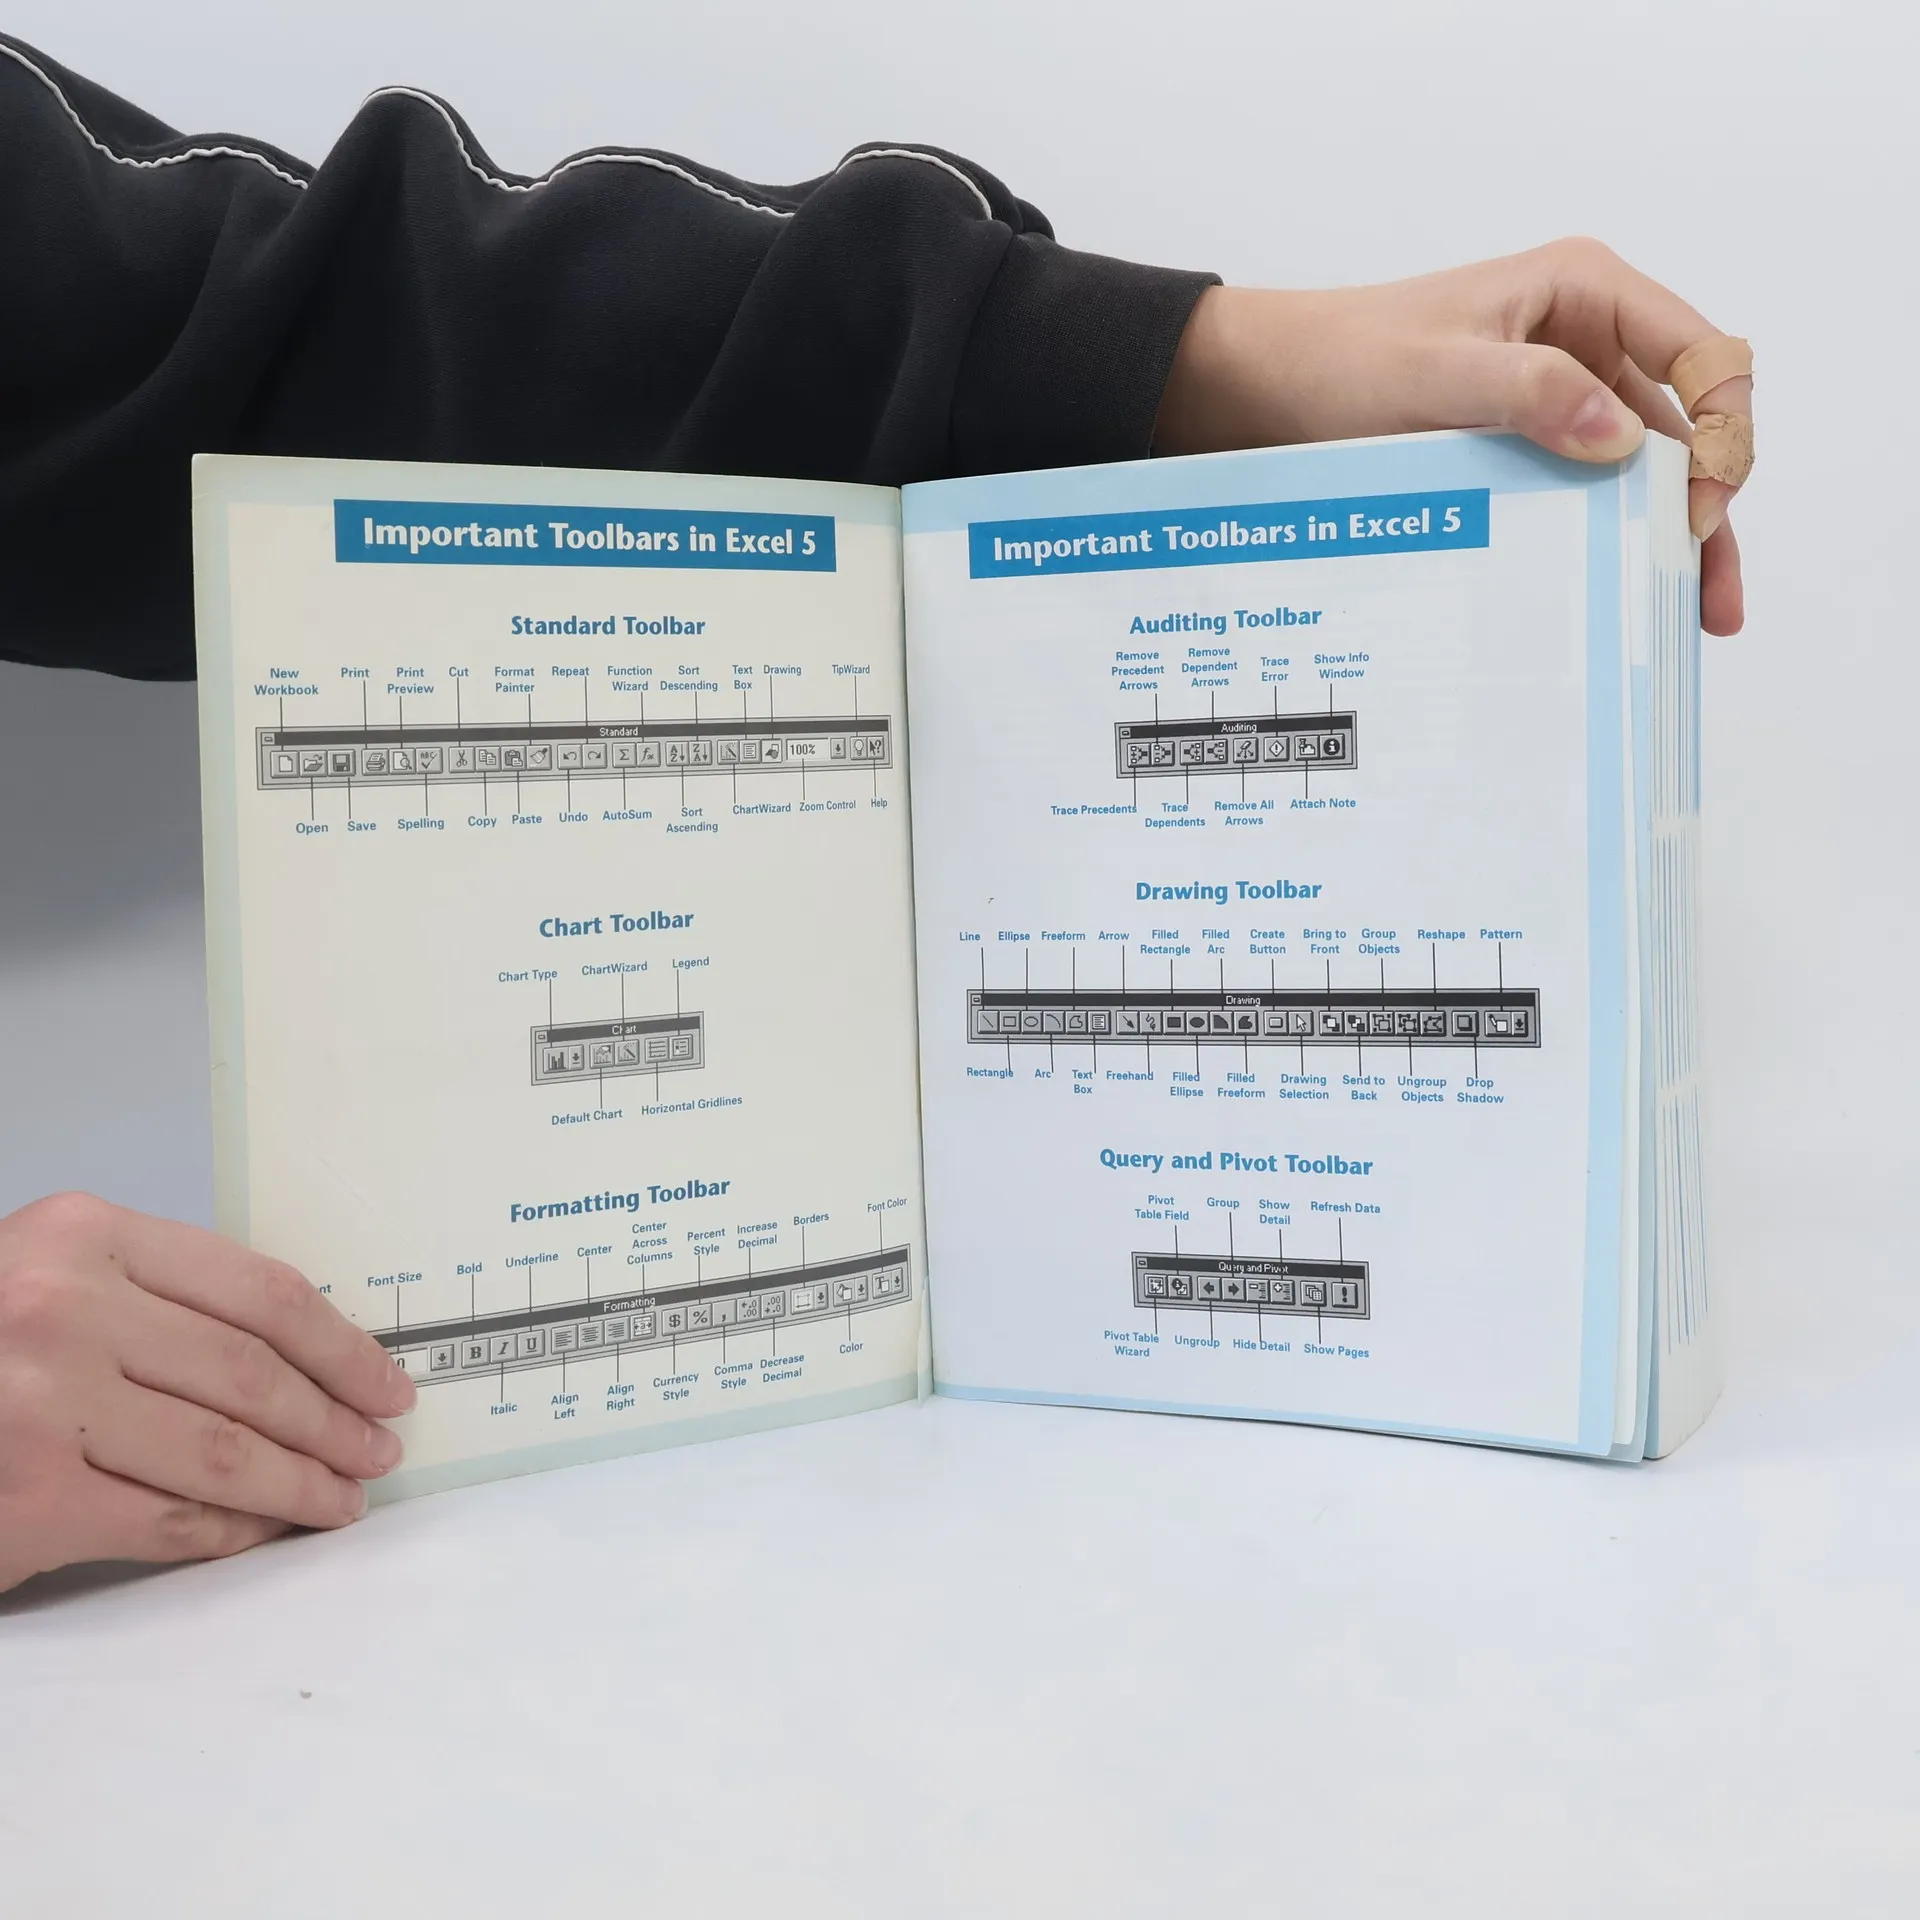 Important Toolbars in Excel 5
Standard Toolbar
New Workbook
Print
Print Preview
Cut
Format Painter
Repeat
Function Wizard
Sort Descending
Text Box
Drawing
TipWizard
Standard
100%
Open
Save
Spelling
Copy
Paste
Undo
AutoSum
Sort Ascending
ChartWizard
Zoom Control
Help
Chart Toolbar
Chart Type
ChartWizard
Legend
Chart
Default Chart
Horizontal Gridlines
Formatting Toolbar
Font Size
Bold
Underline
Center
Center Across Columns
Percent Style
Increase Decimal
Borders
Font Color
Formatting
B I U
$ % ,
Italic
Align Left
Align Right
Currency Style
Comma Style
Decrease Decimal
Color
Important Toolbars in Excel 5
Auditing Toolbar
Remove Precedent Arrows
Remove Dependent Arrows
Trace Error
Show Info Window
Auditing
Trace Precedents
Trace Dependents
Remove All Arrows
Attach Note
Drawing Toolbar
Line
Ellipse
Freeform
Arrow
Filled Rectangle
Filled Arc
Create Button
Bring to Front
Group Objects
Reshape
Pattern
Drawing
Rectangle
Arc
Text Box
Freehand
Filled Ellipse
Filled Freeform
Drawing Selection
Send to Back
Ungroup Objects
Drop Shadow
Query and Pivot Toolbar
Pivot Table Field
Group
Show Detail
Refresh Data
Query and Pivot
Pivot Table Wizard
Ungroup
Hide Detail
Show Pages